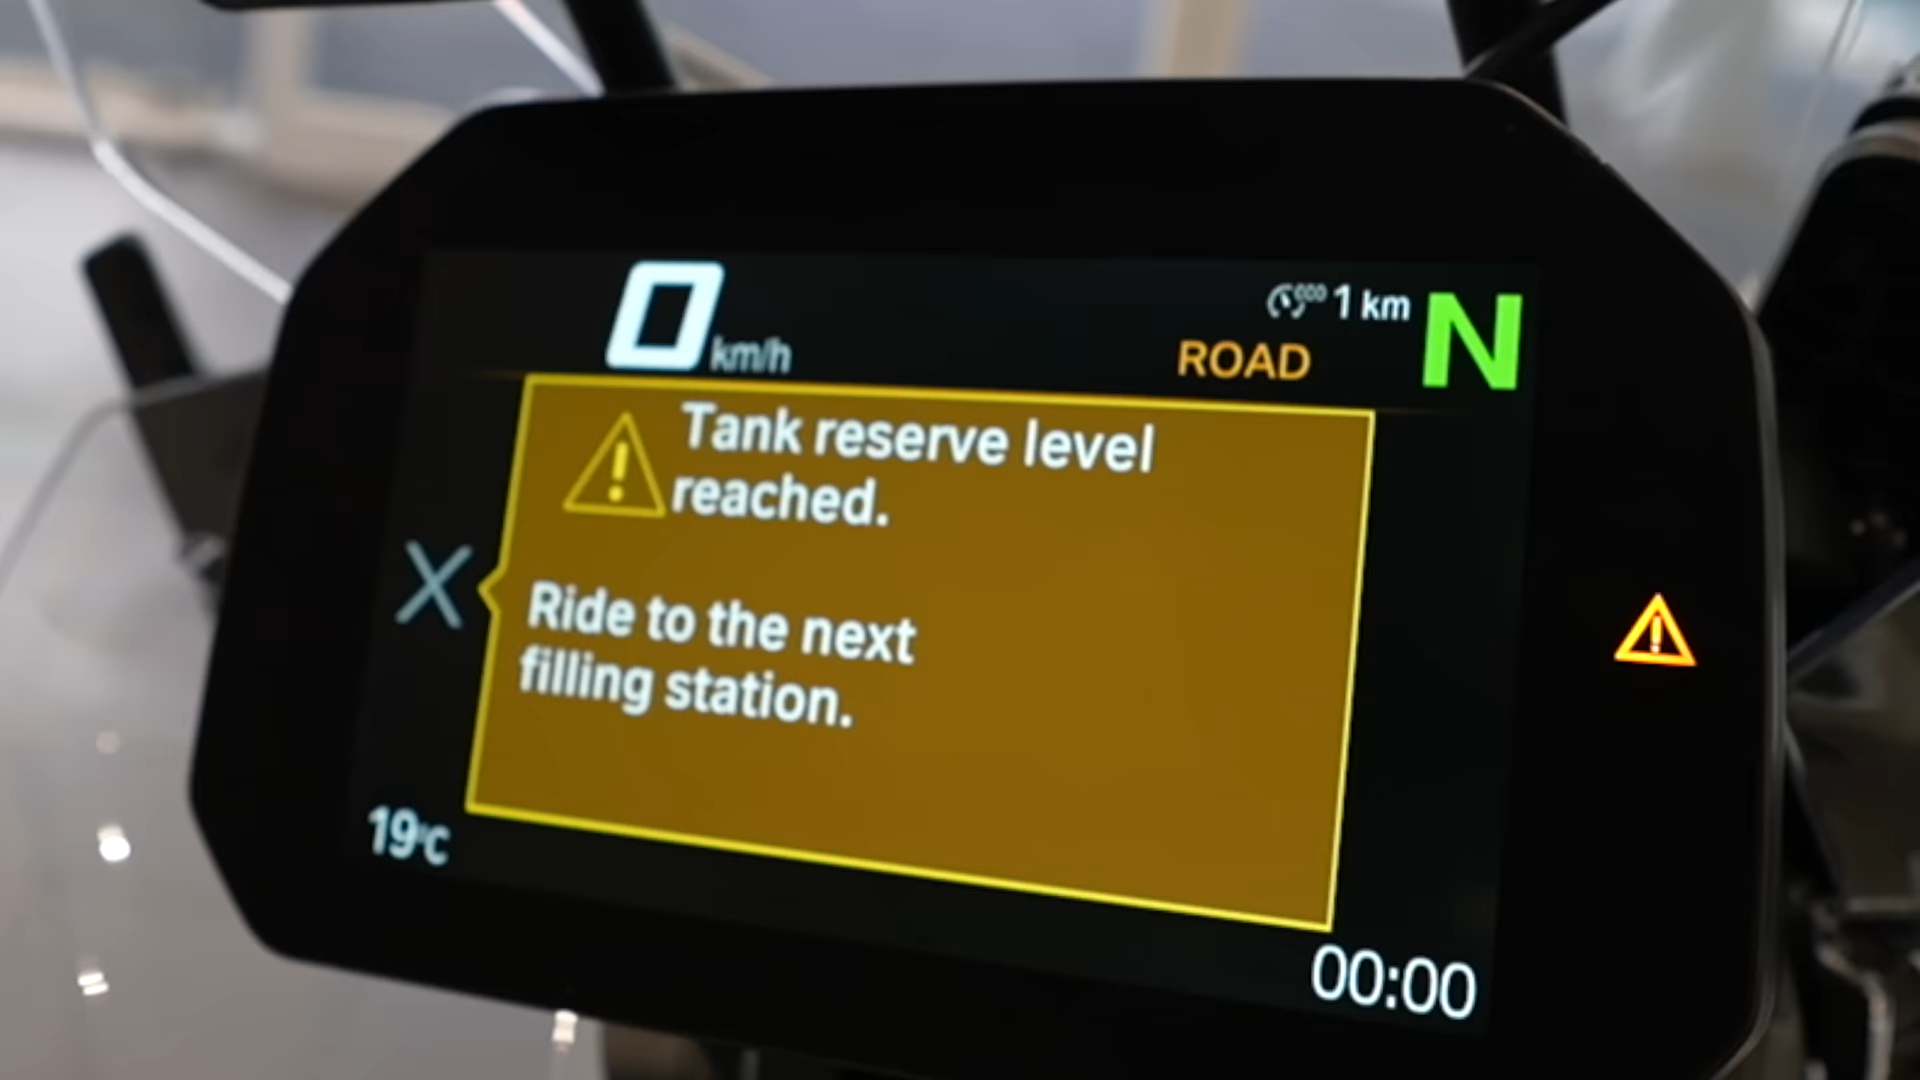 0 km/h
1 km
ROAD
N
Tank reserve level
reached.
X
Ride to the next
filling station.
19°C
00:00